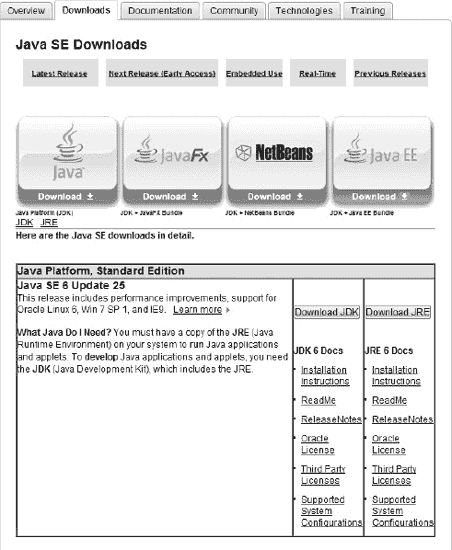 Overview Downloads Documentation Community Technologies Training
Java SE Downloads
Latest Release Next Release (Early Access) Embedded Use Real-Time Previous Releases
Java JavaFx NetBeans Java EE
Download Download Download Download
Java Platform (JDK) JDK + JavaFX Bundle JDK + NetBeans Bundle JDK + Java EE Bundle
JDK JRE
Here are the Java SE downloads in detail.
Java Platform, Standard Edition
Java SE 6 Update 25
This release includes performance improvements, support for
Oracle Linux 6, Win 7 SP 1, and IE9. Learn more
What Java Do I Need? You must have a copy of the JRE (Java
Runtime Environment) on your system to run Java applications
and applets. To develop Java applications and applets, you need
the JDK (Java Development Kit), which includes the JRE.
Download JDK
JDK 6 Docs
Installation
Instructions
ReadMe
ReleaseNotes
Oracle
License
Third Party
Licenses
Supported
System
Configurations
Download JRE
JRE 6 Docs
Installation
Instructions
ReadMe
ReleaseNotes
Oracle
License
Third Party
Licenses
Supported
System
Configurations